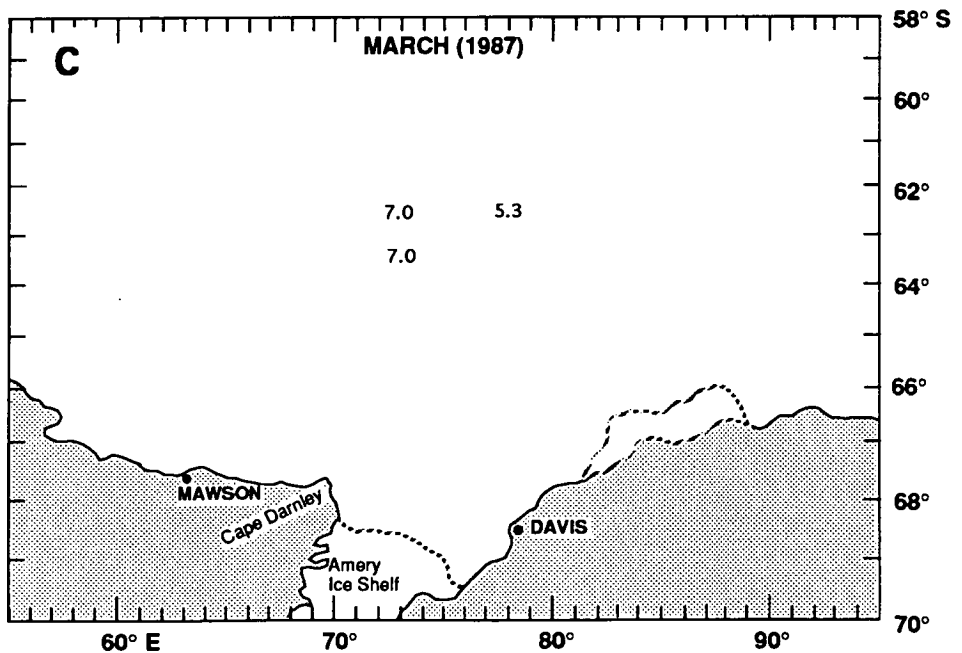 58° S
C
MARCH (1987)
60°
62°
7.0
5.3
7.0
64°
66°
MAWSON
Cape Darnley
68°
DAVIS
Amery
Ice Shelf
70°
60° E
70°
80°
90°